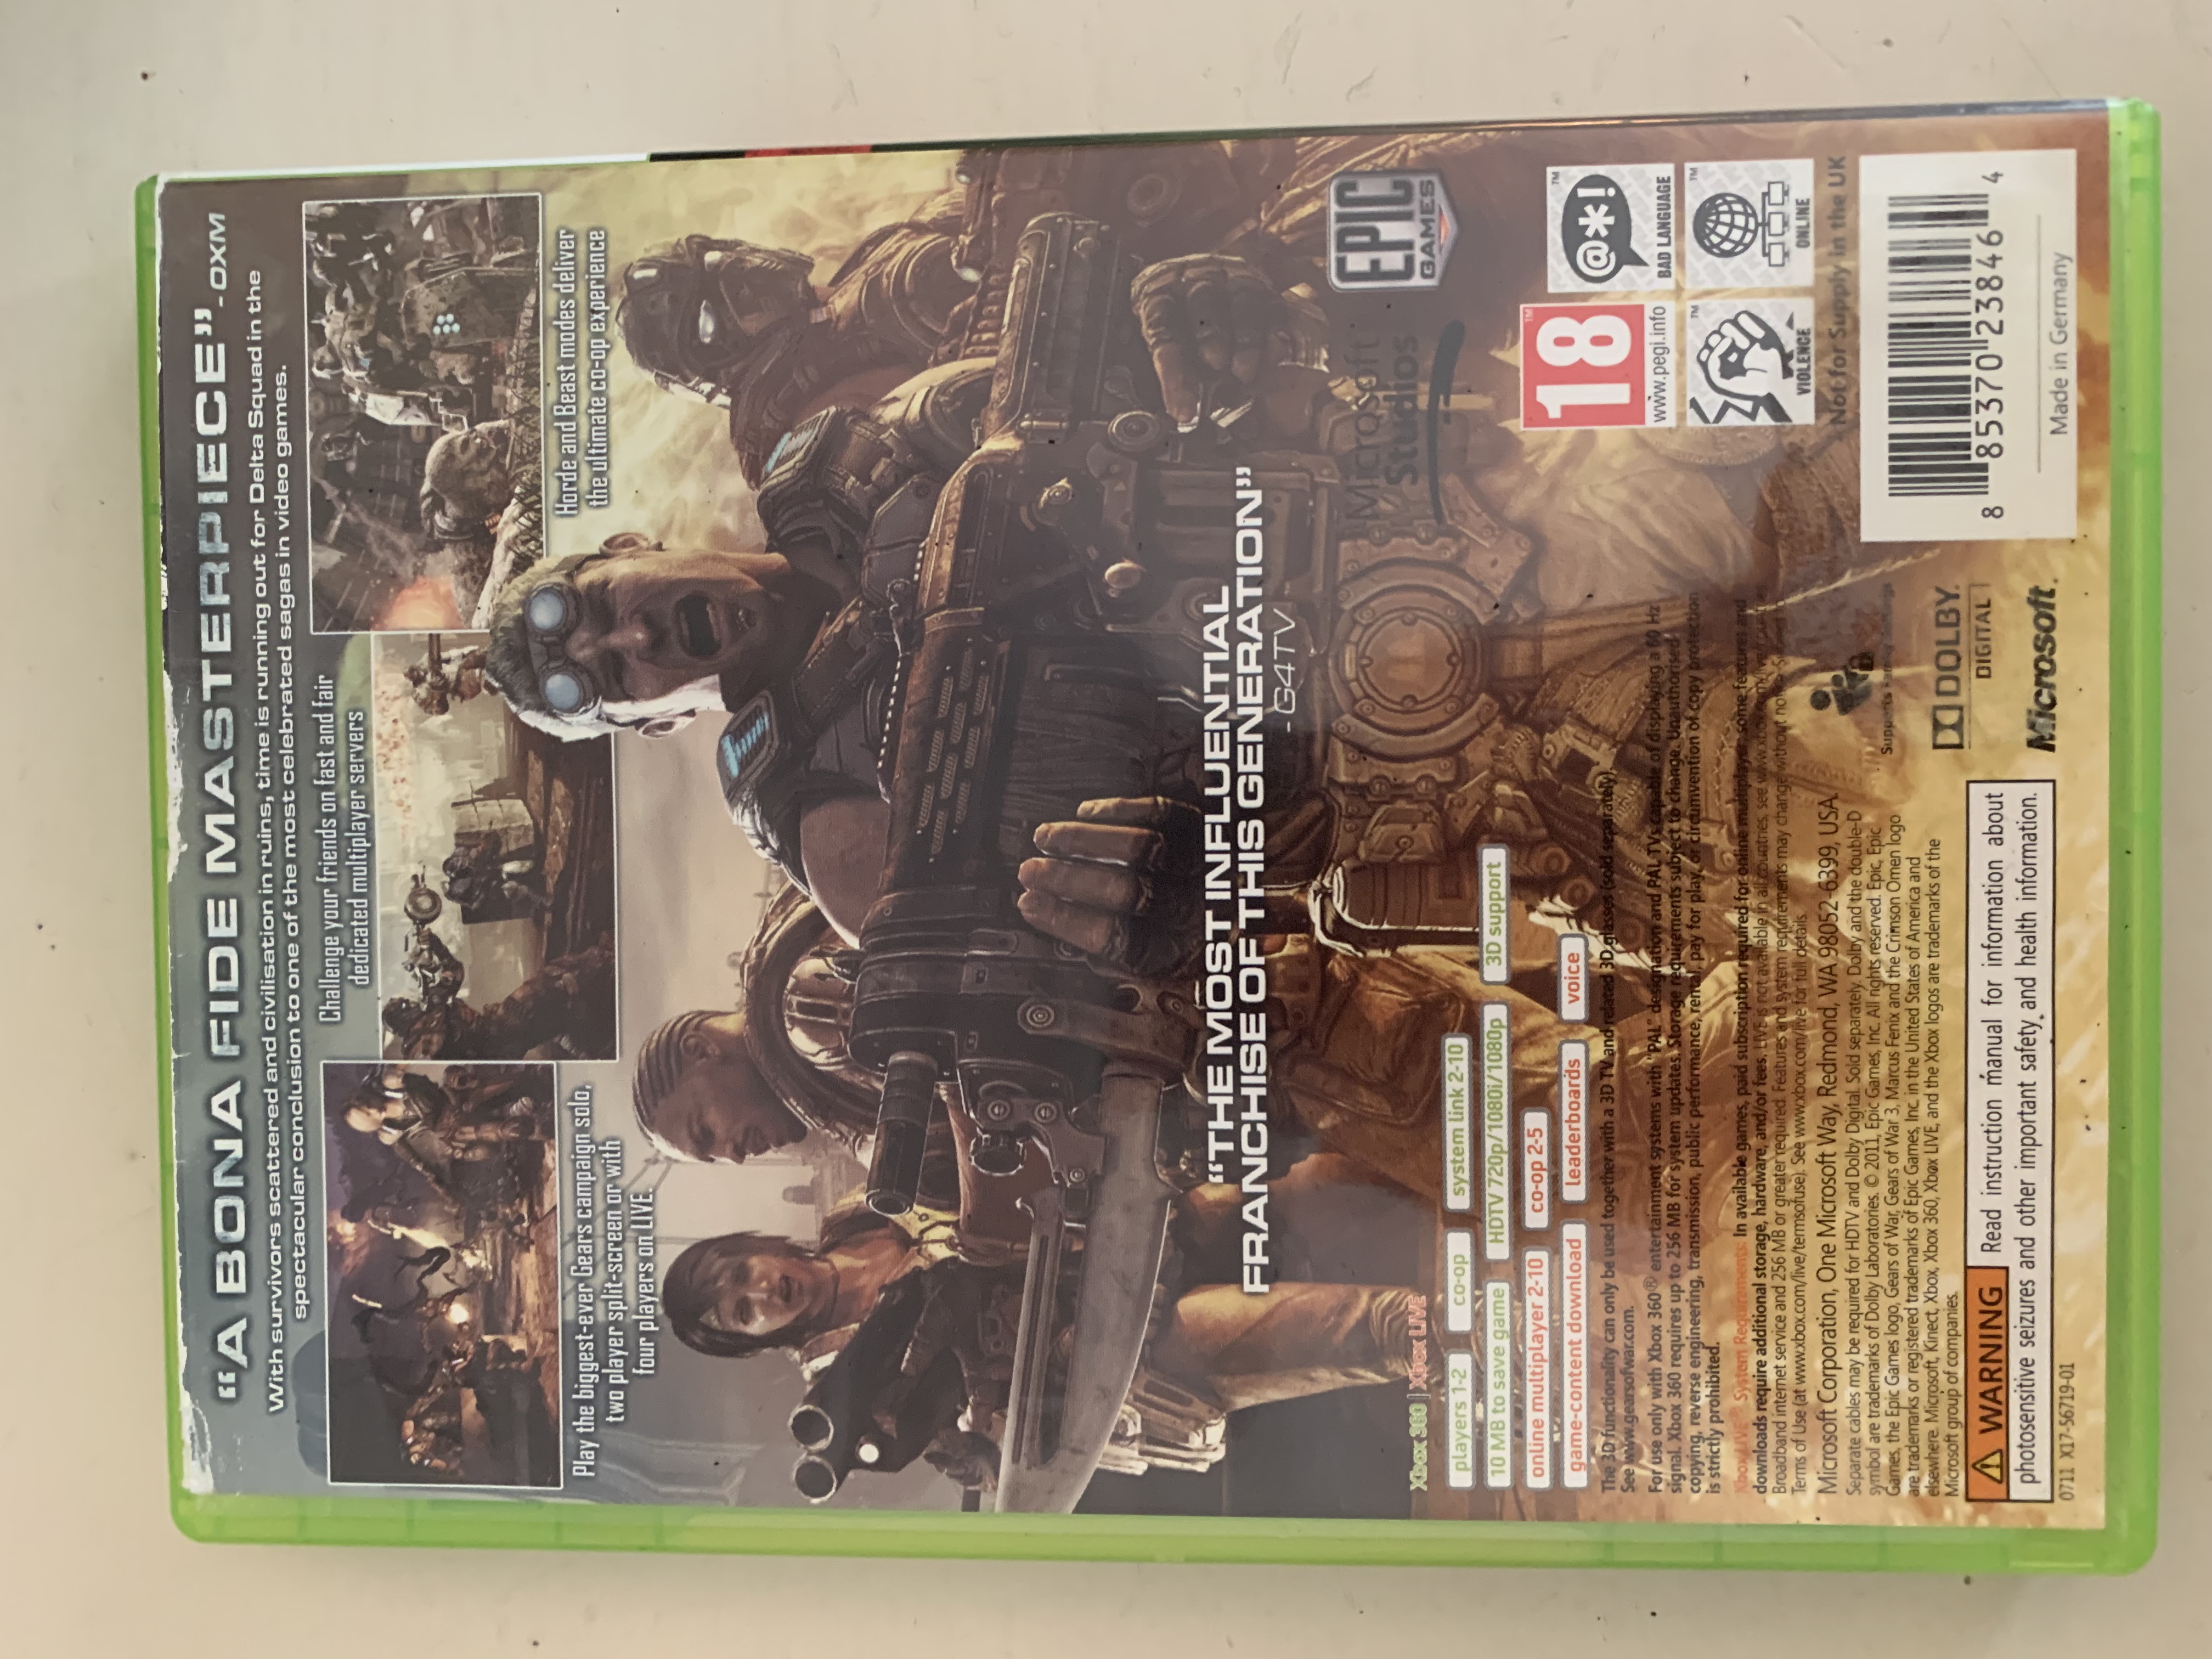 “A BONA FIDE MASTERPIECE” - OXM
With survivors scattered and civilisation in ruins, time is running out for Delta Squad in the
spectacular conclusion to one of the most celebrated sagas in video games.
Challenge your friends on fast and fair
dedicated multiplayer servers
Play the biggest-ever Gears campaign solo,
two player split-screen or with
four players on LIVE.
Horde and Beast modes deliver
the ultimate co-op experience
“THE MOST INFLUENTIAL
FRANCHISE OF THIS GENERATION”
- G4TV
Microsoft
Studios
EPIC
GAMES
Xbox 360 | Xbox LIVE
players 1-2 co-op system link 2-10
10 MB to save game HDTV 720p/1080i/1080p 3D support
online multiplayer 2-10 co-op 2-5
game-content download leaderboards voice
The 3D functionality can only be used together with a 3D TV and related 3D glasses (sold separately).
See www.gearsofwar.com.
For use only with Xbox 360® entertainment systems with "PAL" designation and PAL TVs capable of displaying a 60 Hz
signal. Xbox 360 requires up to 256 MB for system updates. Storage requirements subject to change. Unauthorised
copying, reverse engineering, transmission, public performance, rental, pay for play, or circumvention of copy protection
is strictly prohibited.
Xbox LIVE® System Requirements: In available games, paid subscription required for online multiplayer; some features and
downloads require additional storage, hardware, and/or fees. LIVE is not available in all countries, see www.xbox.com/live/countries
Broadband internet service and 256 MB or greater required. Features and system requirements may change without notice. Subject to
Terms of Use (at www.xbox.com/live/termsofuse). See www.xbox.com/live for full details.
Microsoft Corporation, One Microsoft Way, Redmond, WA 98052-6399, USA.
Separate cables may be required for HDTV and Dolby Digital. Sold separately. Dolby and the double-D
symbol are trademarks of Dolby Laboratories. © 2011, Epic Games, Inc. All rights reserved. Epic, Epic
Games, the Epic Games logo, Gears of War, Gears of War 3, Marcus Fenix and the Crimson Omen logo
are trademarks or registered trademarks of Epic Games, Inc. in the United States of America and
elsewhere. Microsoft, Kinect, Xbox, Xbox 360, Xbox LIVE, and the Xbox logos are trademarks of the
Microsoft group of companies.
WARNING Read instruction manual for information about
photosensitive seizures and other important safety and health information.
0711 X17-56719-01
Supports Family Settings
DOLBY
DIGITAL
Microsoft.
18 ™
www.pegi.info
@*! ™
BAD LANGUAGE
™
VIOLENCE
™
ONLINE
Not for Supply in the UK
8 85370 23846 4
Made in Germany